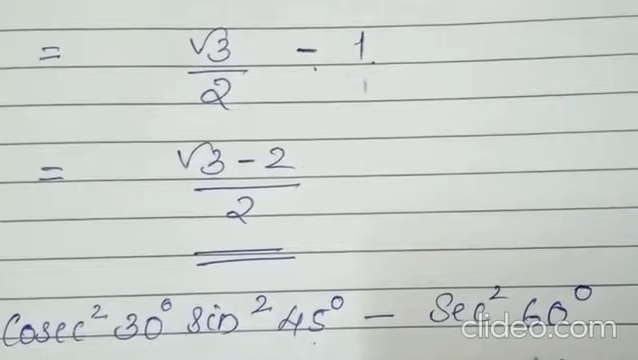 = √3/2 - 1
= √3 - 2/2
Cosec² 30° Sin² 45° - Sec² 60°
clideo.com